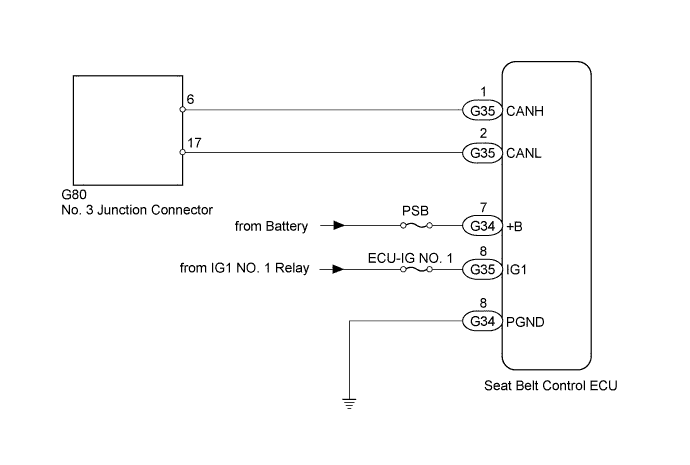 1
6
G35 CANH
2
17
G35 CANL
G80
No. 3 Junction Connector
PSB
7
from Battery
G34 +B
ECU-IG NO. 1
8
from IG1 NO. 1 Relay
G35 IG1
8
G34 PGND
Seat Belt Control ECU